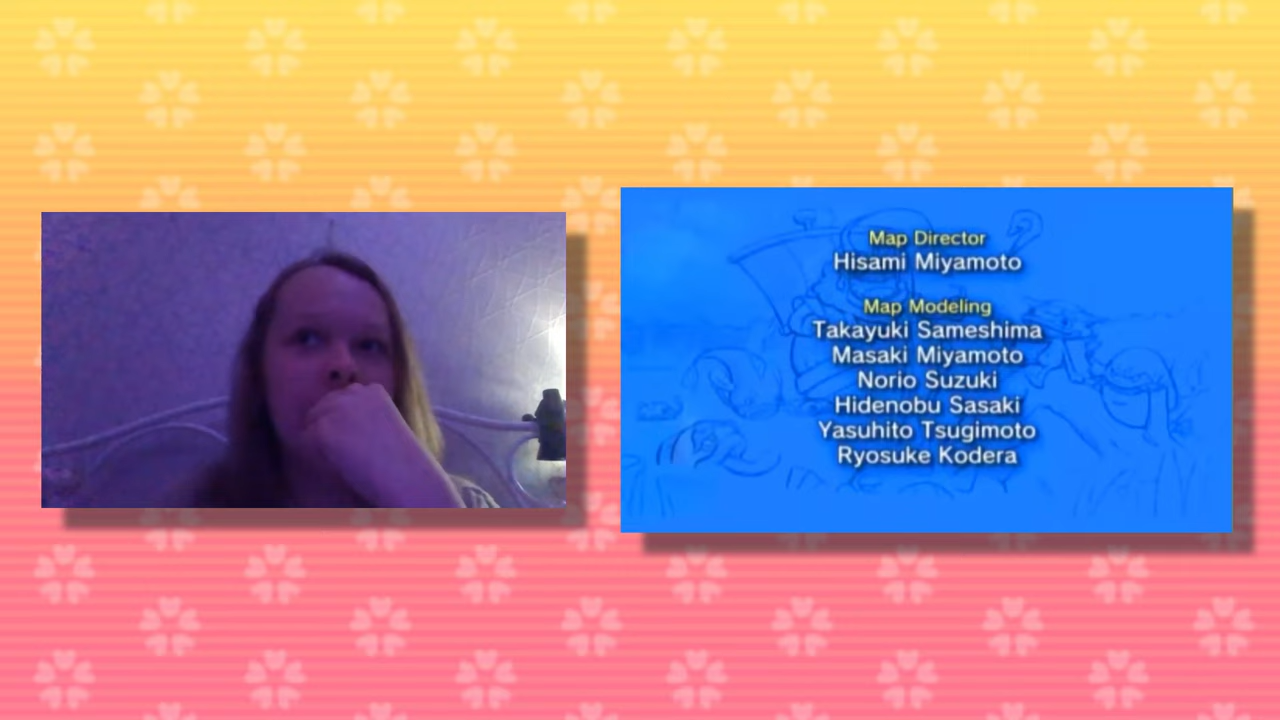 Map Director
Hisami Miyamoto
Map Modeling
Takayuki Sameshima
Masaki Miyamoto
Norio Suzuki
Hidenobu Sasaki
Yasuhito Tsugimoto
Ryosuke Kodera